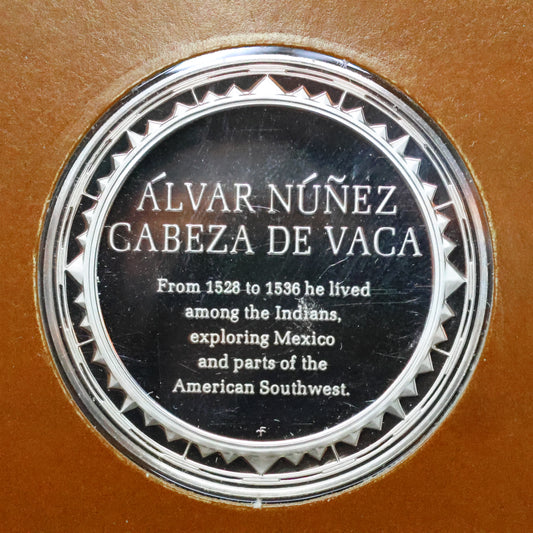 ÁLVAR NÚÑEZ
CABEZA DE VACA
From 1528 to 1536 he lived
among the Indians,
exploring Mexico
and parts of the
American Southwest.